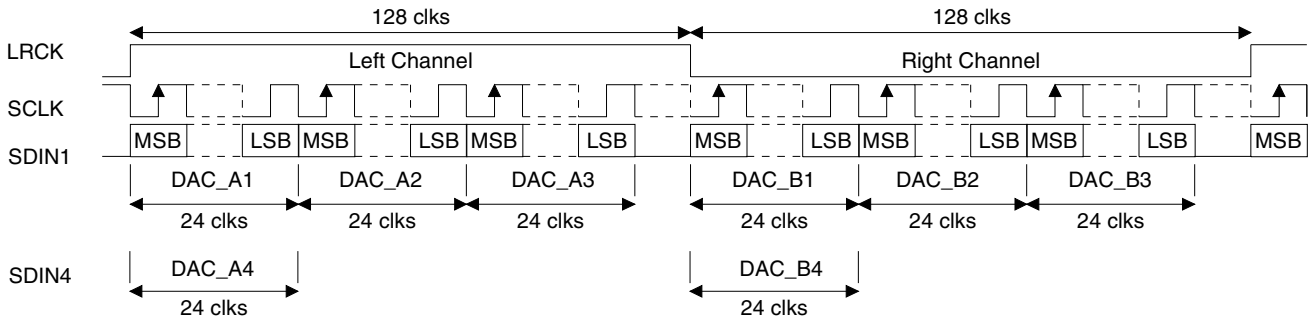 128 clks 128 clks
LRCK Left Channel Right Channel
SCLK
SDIN1 MSB LSB MSB LSB MSB LSB MSB LSB MSB LSB MSB LSB MSB
DAC_A1 DAC_A2 DAC_A3 DAC_B1 DAC_B2 DAC_B3
24 clks 24 clks 24 clks 24 clks 24 clks 24 clks
SDIN4 DAC_A4 DAC_B4
24 clks 24 clks